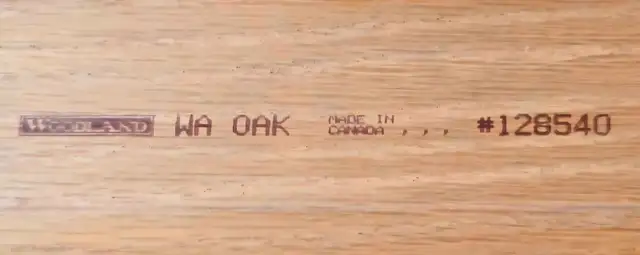 WOODLAND WA OAK MADE IN CANADA , , , #128540